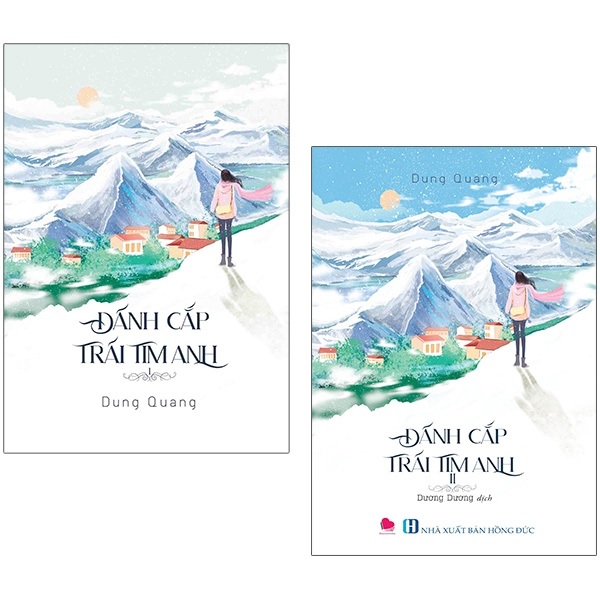 ĐÁNH CẮP
TRÁI TIM ANH
I
Dung Quang
Dung Quang
ĐÁNH CẮP
TRÁI TIM ANH
II
Dương Dương dịch
H NHÀ XUẤT BẢN HỒNG ĐỨC